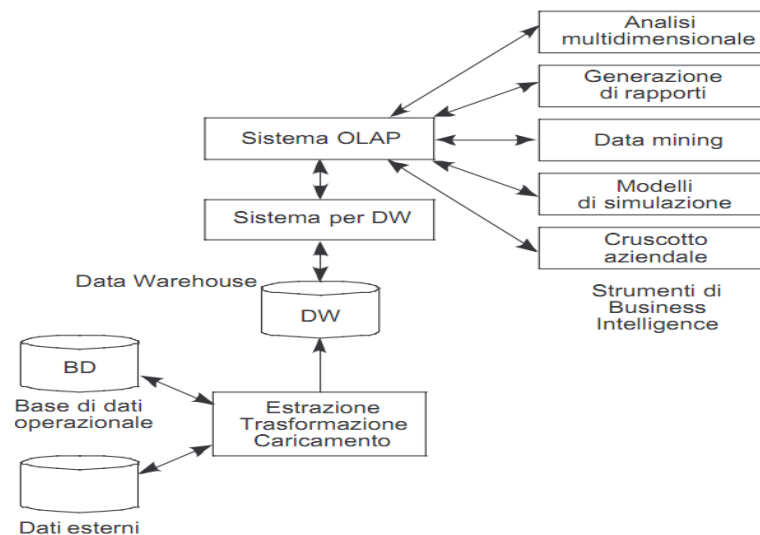 Analisi
multidimensionale
Generazione
di rapporti
Sistema OLAP
Data mining
Modelli
di simulazione
Sistema per DW
Cruscotto
aziendale
Data Warehouse
Strumenti di
Business
Intelligence
DW
BD
Base di dati
operazionale
Estrazione
Trasformazione
Caricamento
Dati esterni